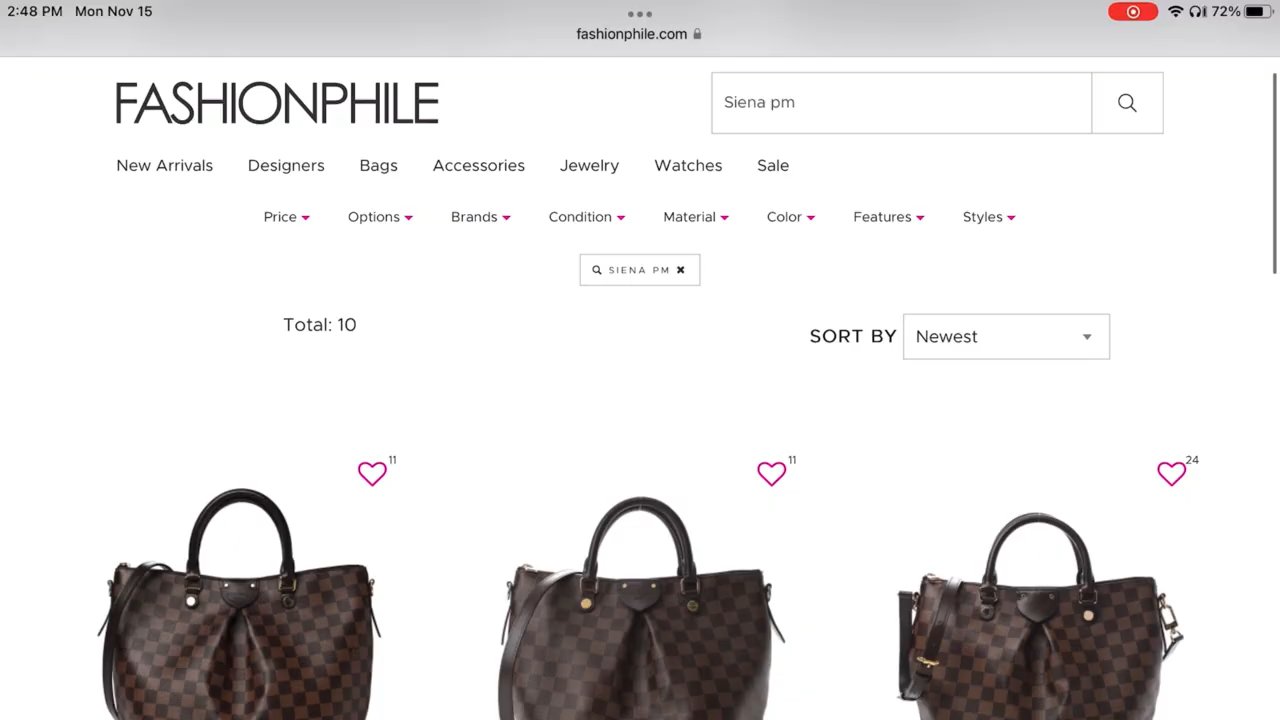 2:48 PM Mon Nov 15
72%
fashionphile.com
FASHIONPHILE
Siena pm
New Arrivals Designers Bags Accessories Jewelry Watches Sale
Price Options Brands Condition Material Color Features Styles
SIENA PM
Total: 10
SORT BY Newest
11 11 24